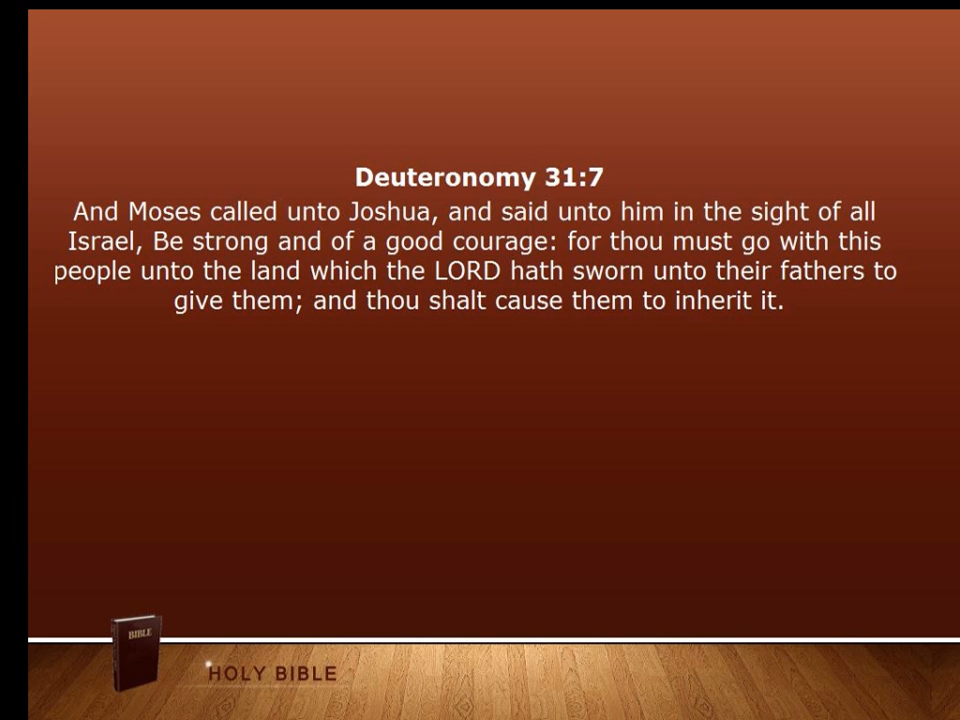 Deuteronomy 31:7
And Moses called unto Joshua, and said unto him in the sight of all
Israel, Be strong and of a good courage: for thou must go with this
people unto the land which the LORD hath sworn unto their fathers to
give them; and thou shalt cause them to inherit it.
BIBLE
HOLY BIBLE